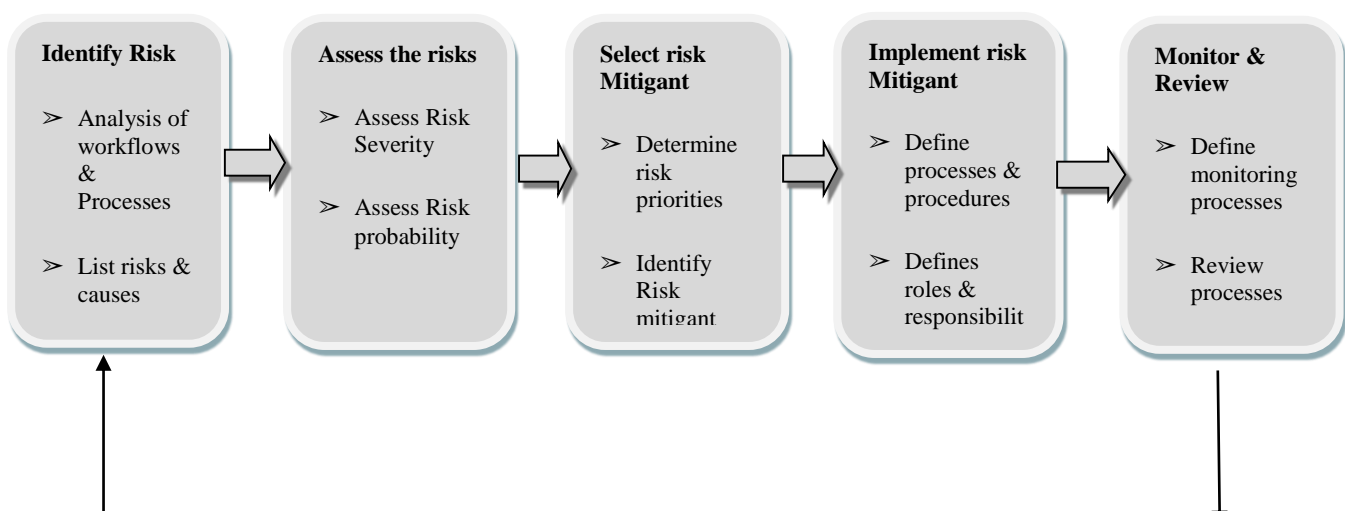 Identify Risk
➢ Analysis of
workflows
&
Processes
➢ List risks &
causes
Assess the risks
➢ Assess Risk
Severity
➢ Assess Risk
probability
Select risk
Mitigant
➢ Determine
risk
priorities
➢ Identify
Risk
mitigant
Implement risk
Mitigant
➢ Define
processes &
procedures
➢ Defines
roles &
responsibilit
Monitor &
Review
➢ Define
monitoring
processes
➢ Review
processes